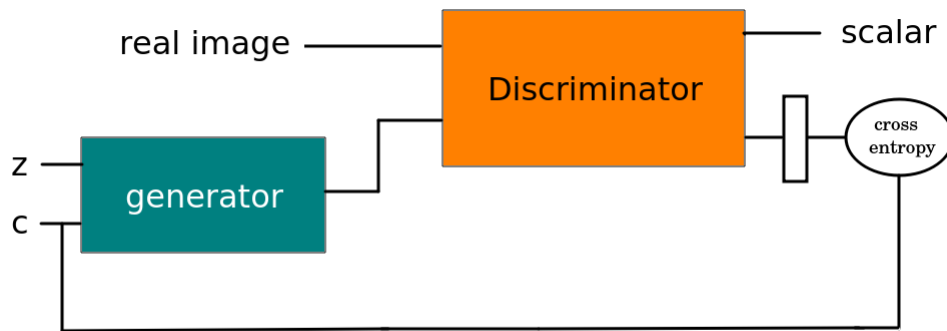 real image
scalar
Discriminator
cross
entropy
z
generator
c